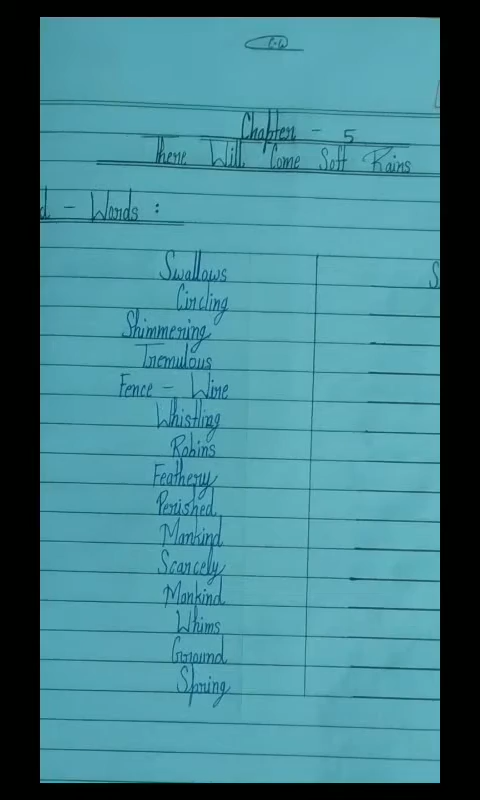 C-W
Chapter - 5
There Will Come Soft Rains
d - Words :
Swallows
S
Circling
Shimmering
Tremulous
Fence - Wire
Whistling
Robins
Feathery
Perished
Mankind
Scarcely
Mankind
Whims
Ground
Spring